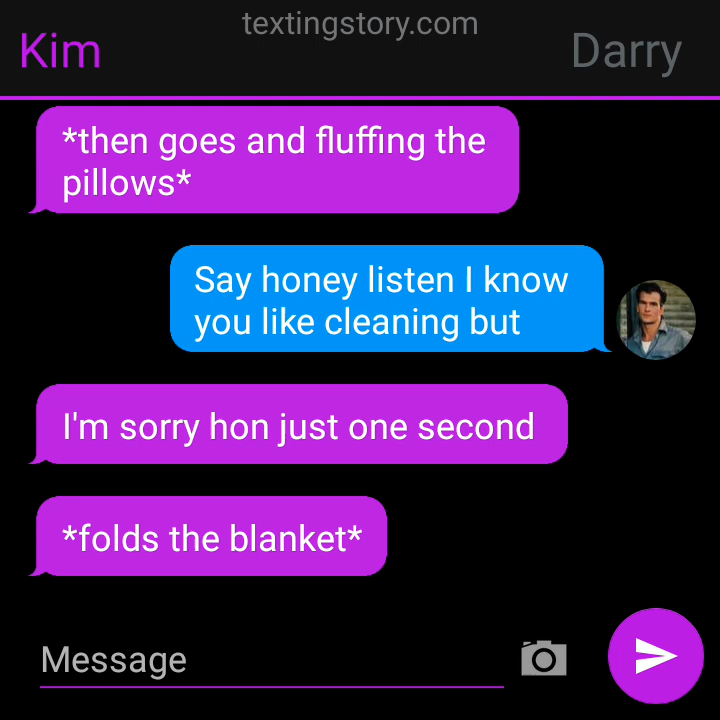 textingstory.com
Kim
Darry
*then goes and fluffing the
pillows*
Say honey listen I know
you like cleaning but
I'm sorry hon just one second
*folds the blanket*
Message